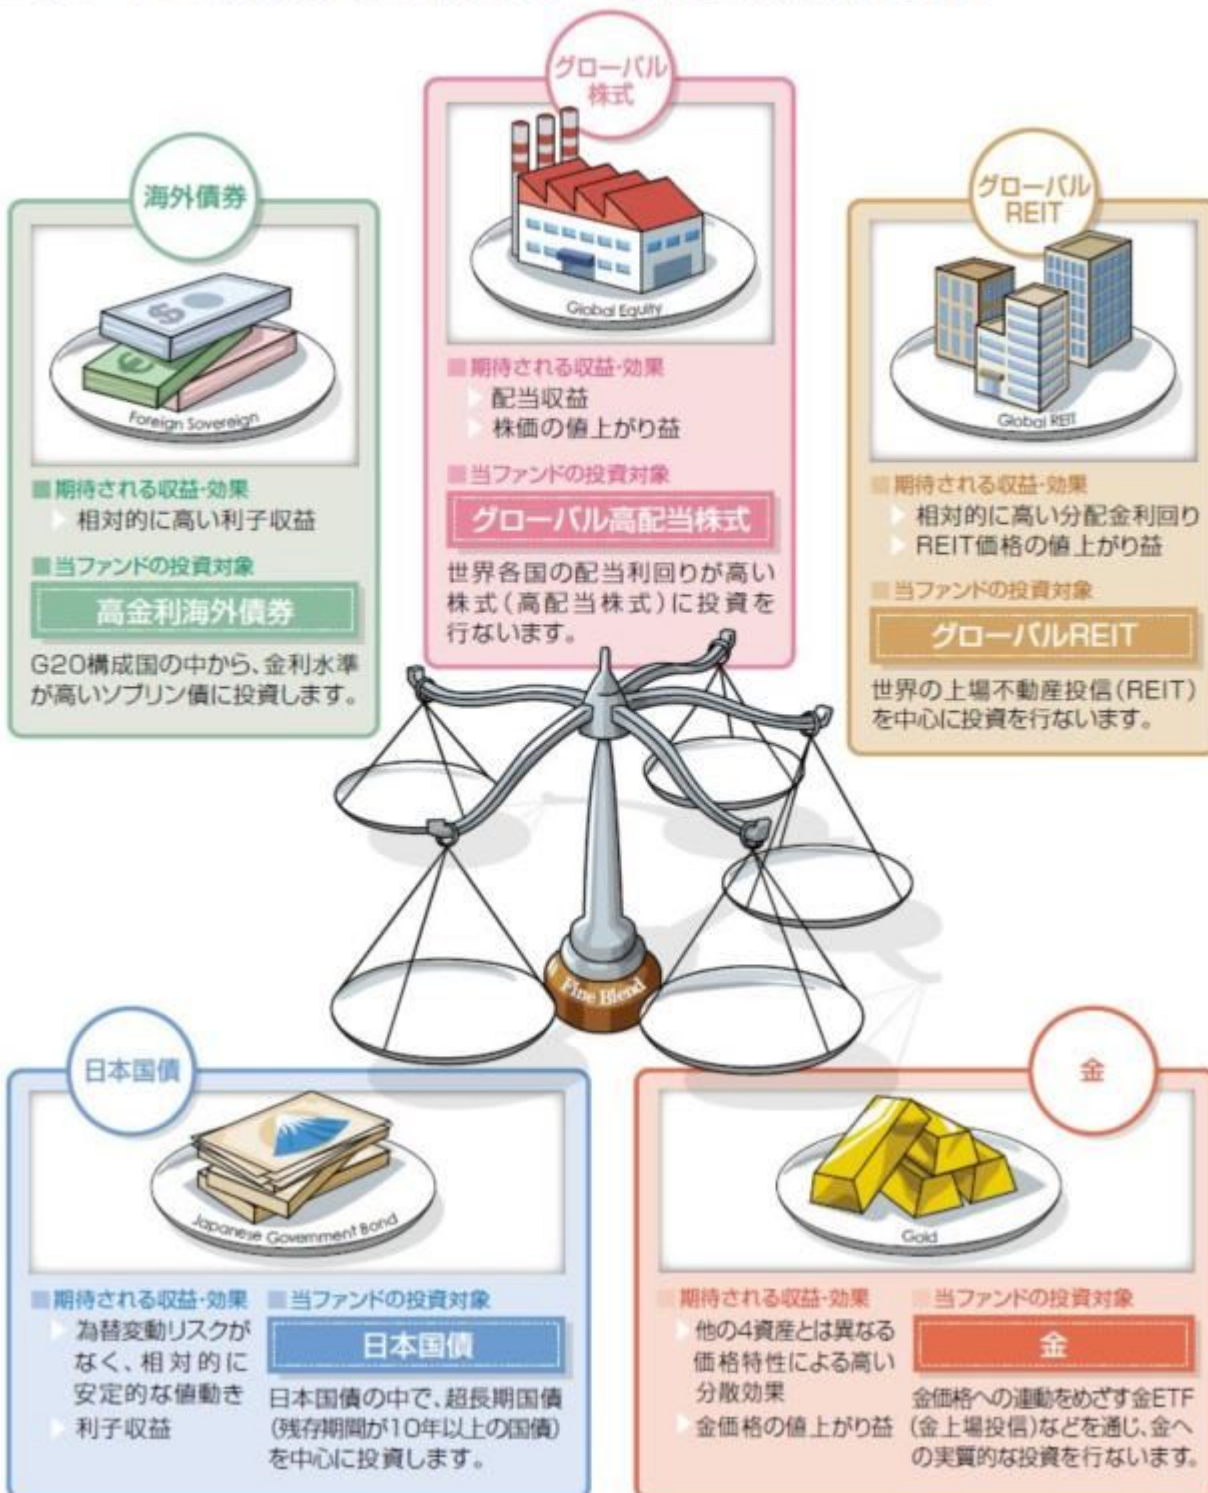 グローバル
株式
Global Equity
■期待される収益・効果
配当収益
株価の値上がり益
■当ファンドの投資対象
グローバル高配当株式
世界各国の配当利回りが高い
株式(高配当株式)に投資を
行ないます。
海外債券
Foreign Sovereign
■期待される収益・効果
相対的に高い利子収益
■当ファンドの投資対象
高金利海外債券
G20構成国の中から、金利水準
が高いソブリン債に投資します。
グローバル
REIT
Global REIT
■期待される収益・効果
相対的に高い分配金利回り
REIT価格の値上がり益
■当ファンドの投資対象
グローバルREIT
世界の上場不動産投信(REIT)
を中心に投資を行ないます。
Fine Blend
日本国債
Japanese Government Bond
■期待される収益・効果
為替変動リスクが
なく、相対的に
安定的な値動き
利子収益
■当ファンドの投資対象
日本国債
日本国債の中で、超長期国債
(残存期間が10年以上の国債)
を中心に投資します。
金
Gold
■期待される収益・効果
他の4資産とは異なる
価格特性による高い
分散効果
金価格の値上がり益
■当ファンドの投資対象
金
金価格への連動をめざす金ETF
(金上場投信)などを通じ、金へ
の実質的な投資を行ないます。